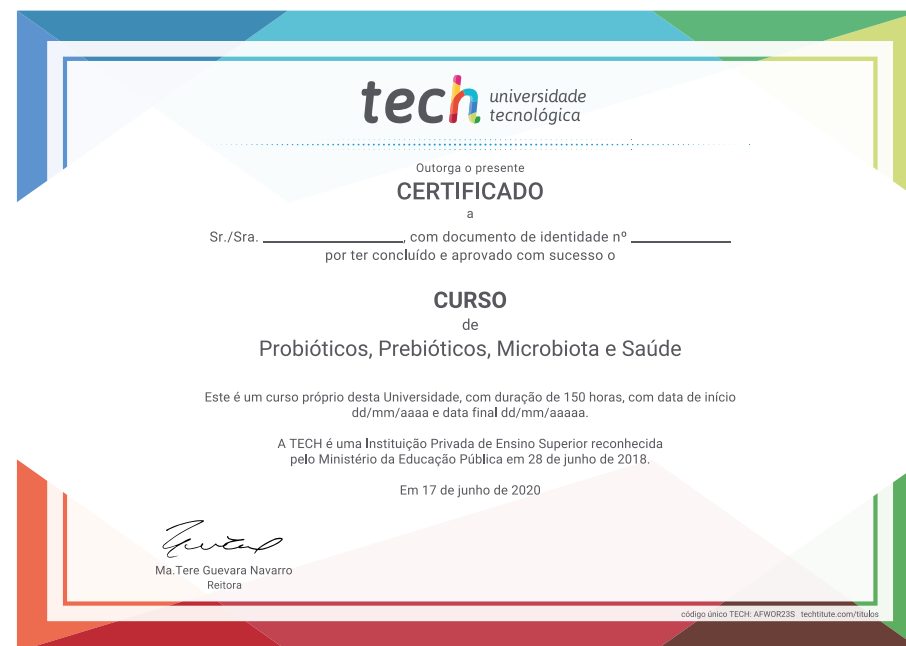 tech universidade
tecnológica
Outorga o presente
CERTIFICADO
a
Sr./Sra. ____________________, com documento de identidade nº ______________
por ter concluído e aprovado com sucesso o
CURSO
de
Probióticos, Prebióticos, Microbiota e Saúde
Este é um curso próprio desta Universidade, com duração de 150 horas, com data de início
dd/mm/aaaa e data final dd/mm/aaaaa.
A TECH é uma Instituição Privada de Ensino Superior reconhecida
pelo Ministério da Educação Pública em 28 de junho de 2018.
Em 17 de junho de 2020
Ma.Tere Guevara Navarro
Reitora
código único TECH: AFWOR23S techtitute.com/titulos